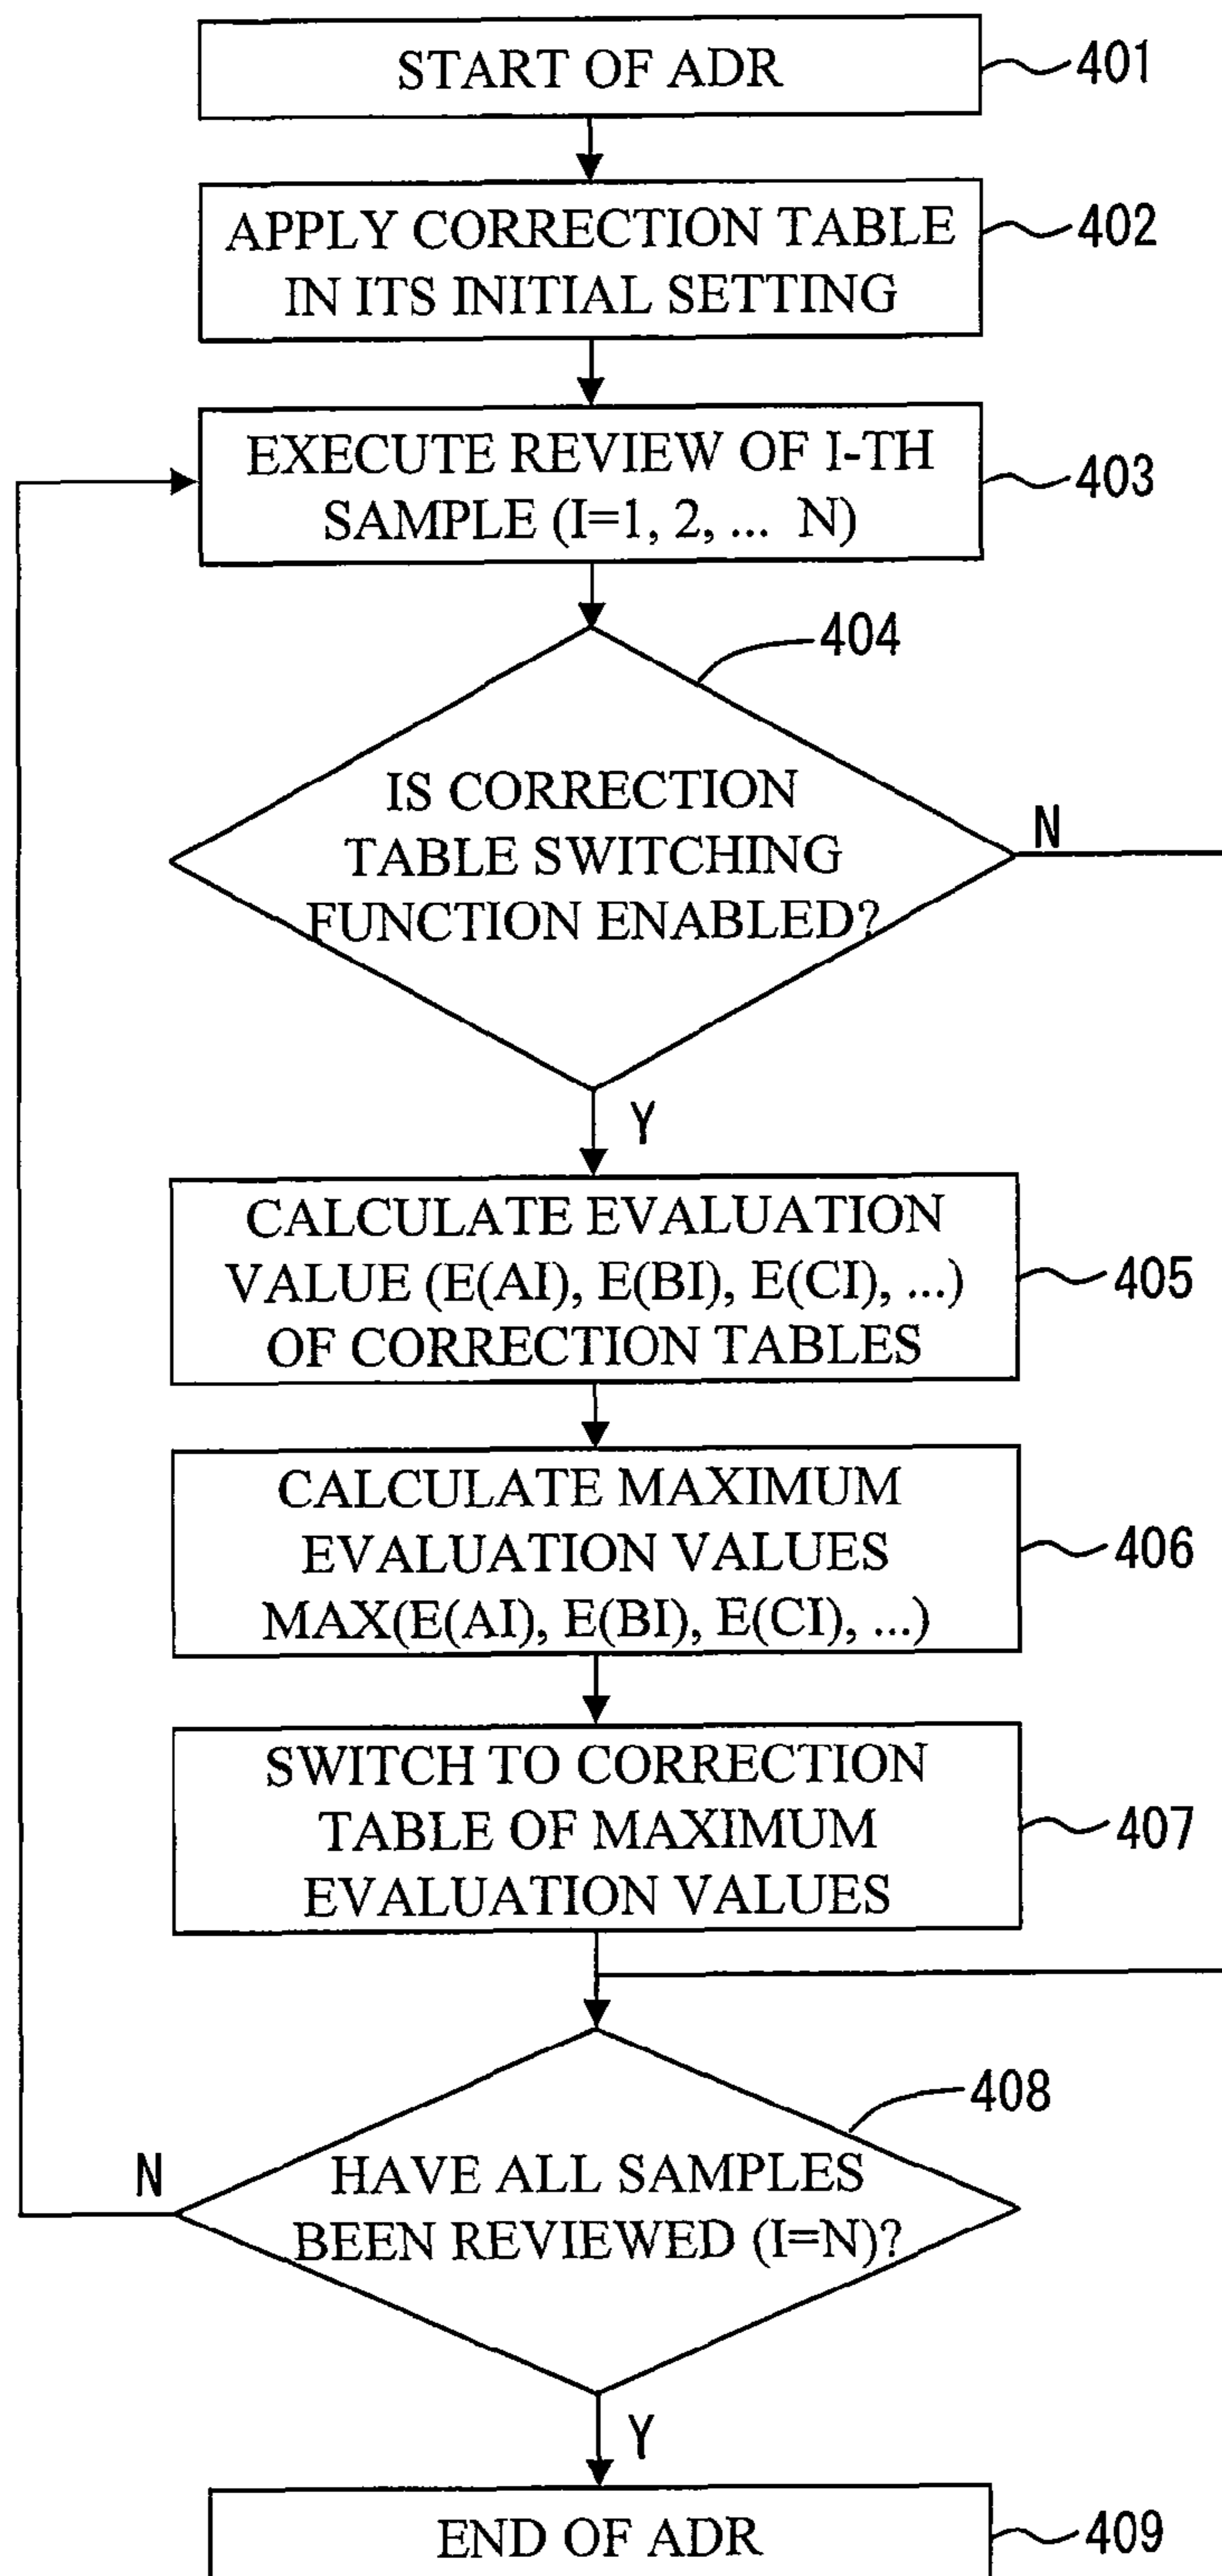 START OF ADR
401
APPLY CORRECTION TABLE
IN ITS INITIAL SETTING
402
EXECUTE REVIEW OF I-TH
SAMPLE (I=1, 2, ... N)
403
404
IS CORRECTION
TABLE SWITCHING
FUNCTION ENABLED?
N
Y
CALCULATE EVALUATION
VALUE (E(AI), E(BI), E(CI), ...)
OF CORRECTION TABLES
405
CALCULATE MAXIMUM
EVALUATION VALUES
MAX(E(AI), E(BI), E(CI), ...)
406
SWITCH TO CORRECTION
TABLE OF MAXIMUM
EVALUATION VALUES
407
408
N
HAVE ALL SAMPLES
BEEN REVIEWED (I=N)?
Y
END OF ADR
409